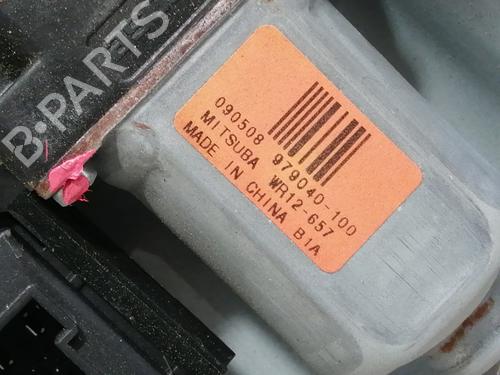 B-PARTS
090508 979040-100
MITSUBA WR12-657
MADE IN CHINA B1A